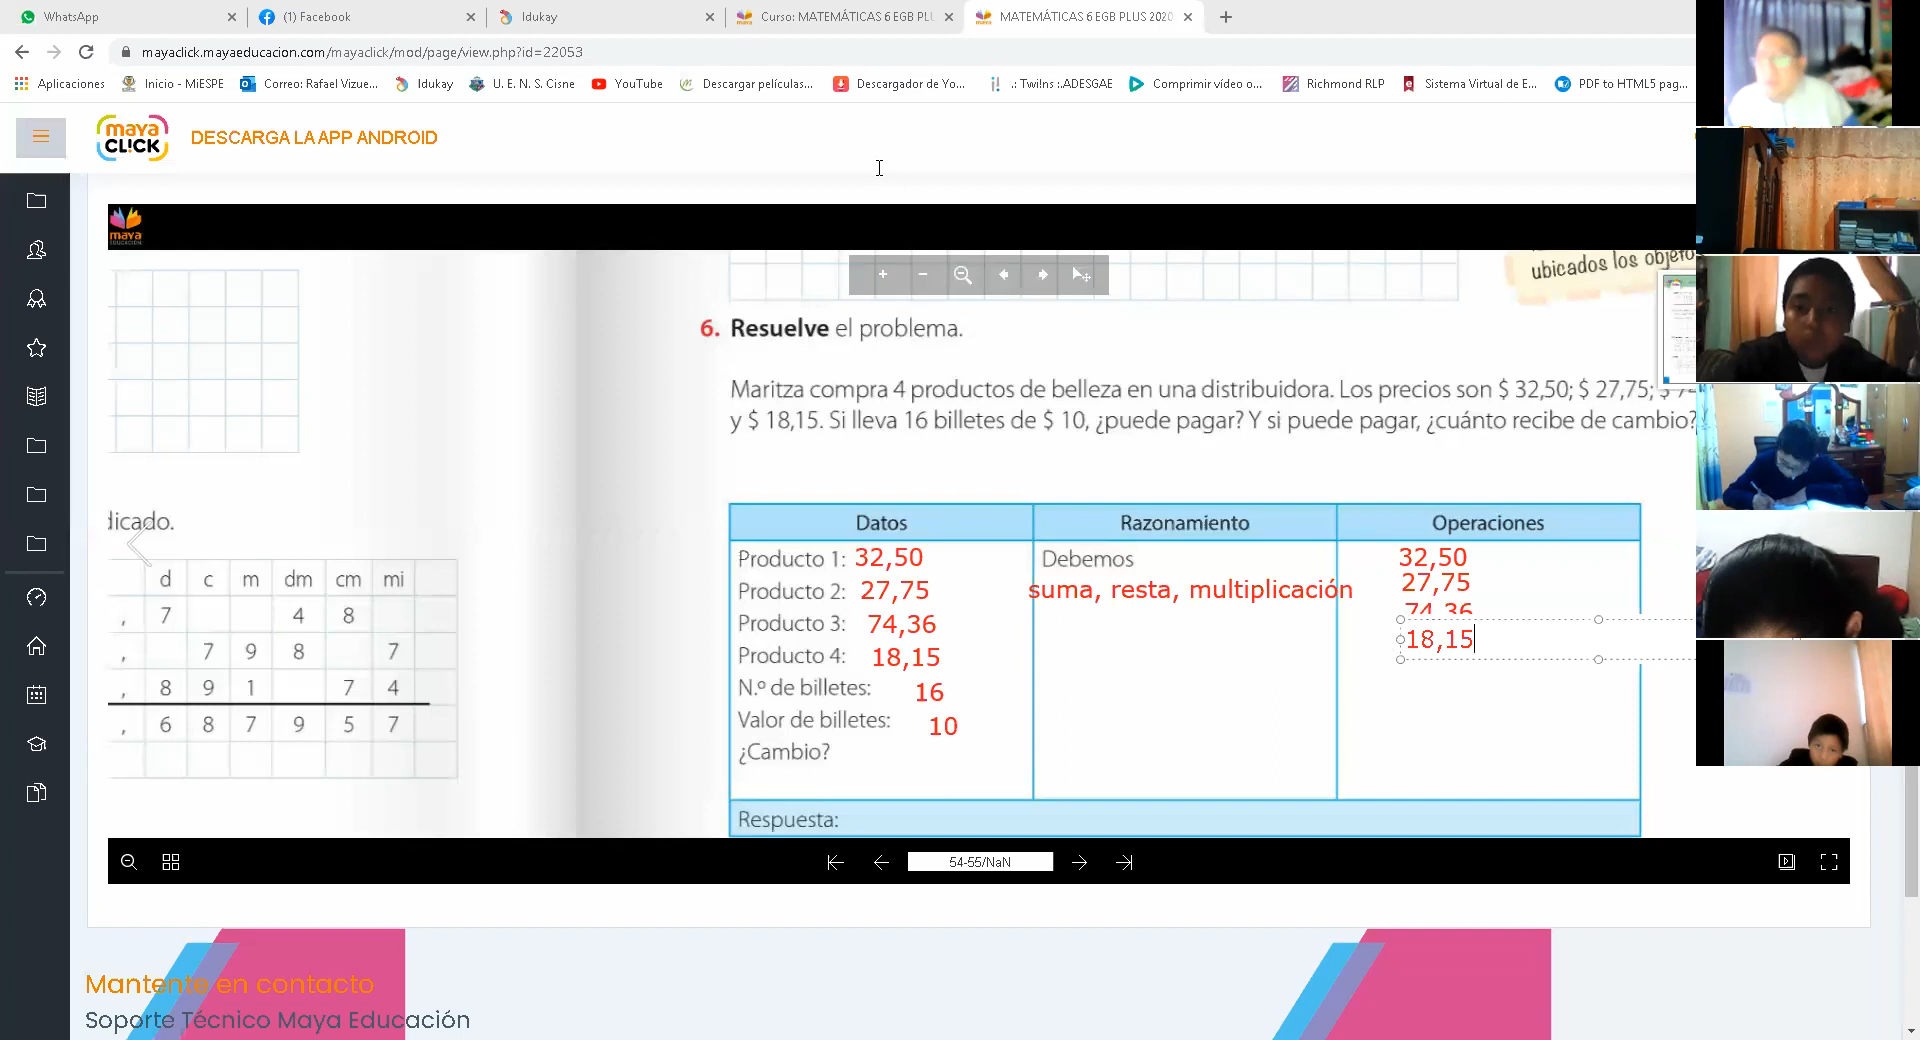 WhatsApp
(1) Facebook
Idukay
Curso: MATEMÁTICAS 6 EGB PLU
MATEMÁTICAS 6 EGB PLUS 2020
mayaclick.mayaeducacion.com/mayaclick/mod/page/view.php?id=22053
Aplicaciones
Inicio - MiESPE
Correo: Rafael Vizue...
Idukay
U. E. N. S. Cisne
YouTube
Descargar películas...
Descargador de Yo...
.: Twi!ns :.ADESGAE
Comprimir vídeo o...
Richmond RLP
Sistema Virtual de E...
PDF to HTML5 pag...
maya
CLICK
DESCARGA LA APP ANDROID
maya
EDUCACIÓN
ubicados los objeto
6. Resuelve el problema.
Maritza compra 4 productos de belleza en una distribuidora. Los precios son $ 32,50; $ 27,75; $
y $ 18,15. Si lleva 16 billetes de $ 10, ¿puede pagar? Y si puede pagar, ¿cuánto recibe de cambio?
dicado.
d c m dm cm mi
, 7 4 8
, 7 9 8 7
, 8 9 1 7 4
, 6 8 7 9 5 7
Datos Razonamiento Operaciones
Producto 1: 32,50 Debemos 32,50
Producto 2: 27,75 suma, resta, multiplicación 27,75
Producto 3: 74,36 74,36
Producto 4: 18,15 18,15
N.º de billetes: 16
Valor de billetes: 10
¿Cambio?
Respuesta:
54-55/NaN
Mantente en contacto
Soporte Técnico Maya Educación